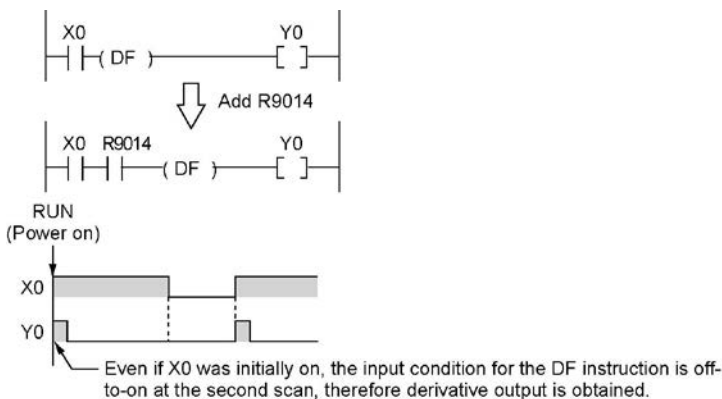 X0 Y0
( DF )
Add R9014
X0 R9014 Y0
( DF )
RUN
(Power on)
X0
Y0
Even if X0 was initially on, the input condition for the DF instruction is off-
to-on at the second scan, therefore derivative output is obtained.